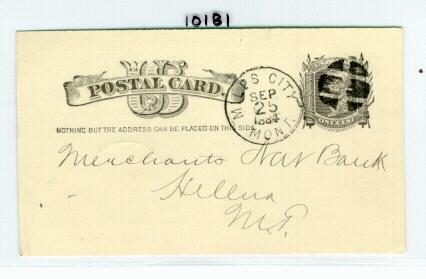 10181
U S
POSTAL CARD.
MILES CITY
SEP
25
1884
MONT.
ONE CENT
NOTHING BUT THE ADDRESS CAN BE PLACED ON THIS SIDE
Merchants Nat Bank
Helena
M.T.